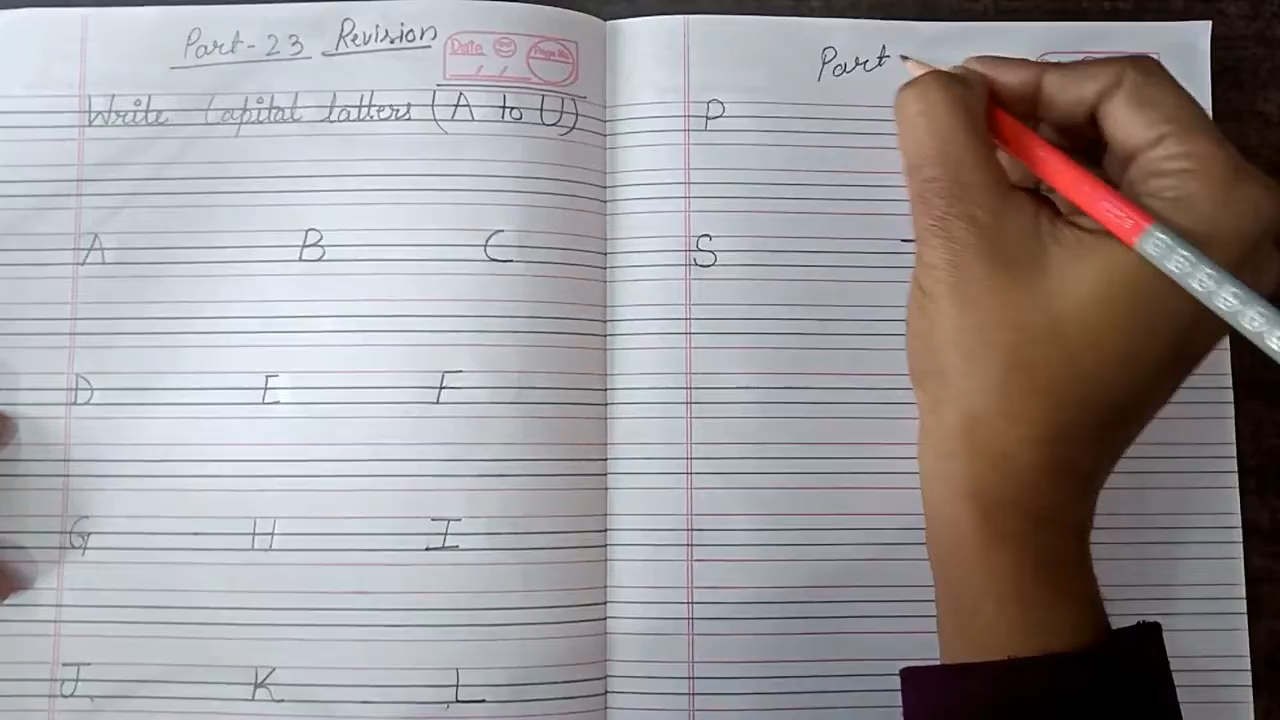 Part-23 Revision
Date
Page No.
Write Capital latters (A to U)
A B C
D E F
G H I
J K L
Part
P
S